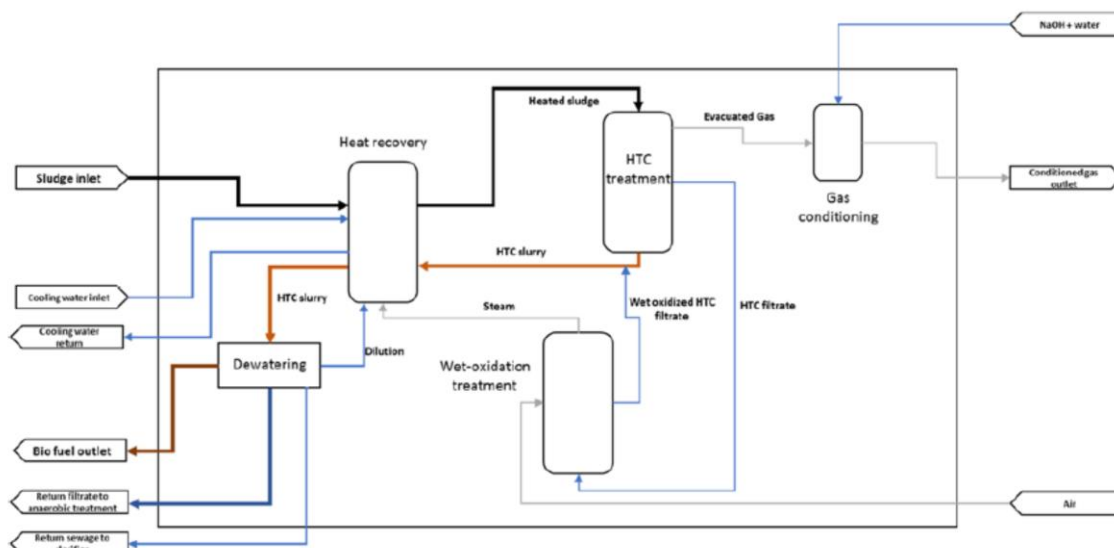 NaOH + water
Heated sludge
Evacuated Gas
Heat recovery
HTC
treatment
Sludge inlet
Conditioned gas
outlet
Gas
conditioning
HTC slurry
Cooling water inlet
HTC slurry
Steam
Wet oxidized HTC
filtrate
HTC filtrate
Cooling water
return
Dilution
Dewatering
Wet-oxidation
treatment
Bio fuel outlet
Return filtrate to
anaerobic treatment
Air
Return sewage to